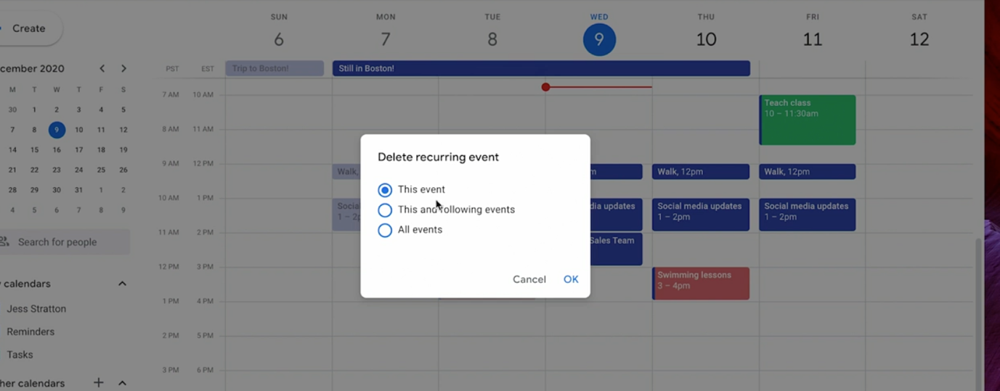 Create
SUN MON TUE WED THU FRI SAT
6 7 8 9 10 11 12
cember 2020
PST EST
Trip to Boston!
Still in Boston!
M T W T F S
30 1 2 3 4 5
7 8 9 10 11 12
14 15 16 17 18 19
21 22 23 24 25 26
28 29 30 31 1 2
4 5 6 7 8 9
Search for people
calendars
Jess Stratton
Reminders
Tasks
her calendars
7 AM 10 AM
8 AM 11 AM
9 AM 12 PM
10 AM 1 PM
11 AM 2 PM
12 PM 3 PM
1 PM 4 PM
2 PM 5 PM
3 PM 6 PM
Teach class
10 – 11:30am
Walk,
m
Walk, 12pm
Walk, 12pm
Socia
1 – 2p
dia updates
Social media updates
1 – 2pm
Social media updates
1 – 2pm
Sales Team
Swimming lessons
3 – 4pm
Delete recurring event
This event
This and following events
All events
Cancel OK